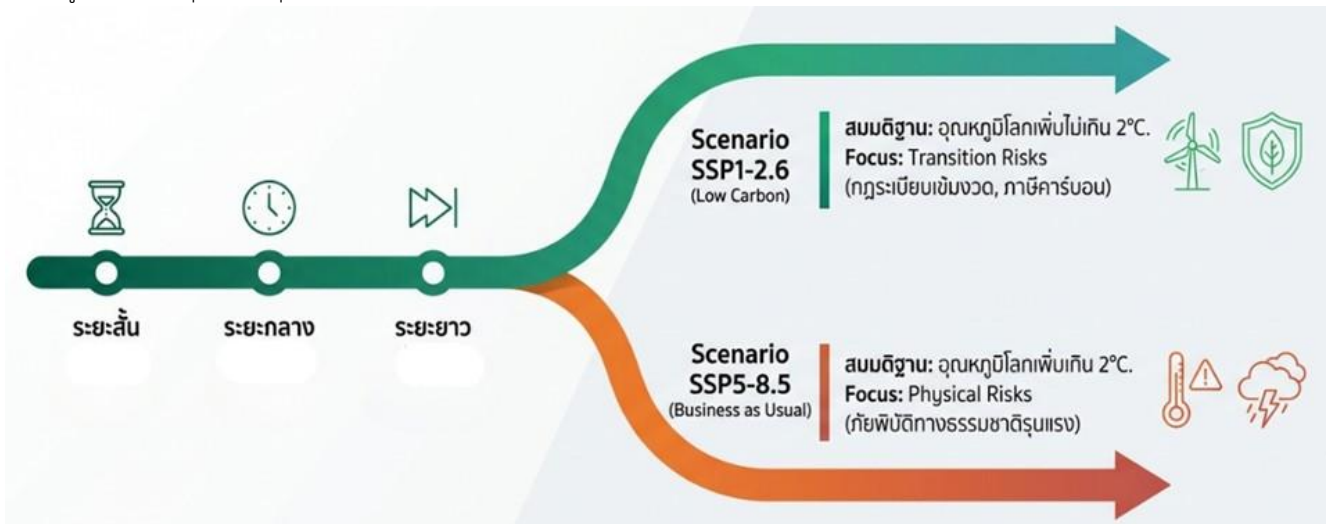 ระยะสั้น
ระยะกลาง
ระยะยาว
Scenario
SSP1-2.6
(Low Carbon)
สมมติฐาน: อุณหภูมิโลกเพิ่มไม่เกิน 2°C.
Focus: Transition Risks
(กฎระเบียบเข้มงวด, ภาษีคาร์บอน)
Scenario
SSP5-8.5
(Business as Usual)
สมมติฐาน: อุณหภูมิโลกเพิ่มเกิน 2°C.
Focus: Physical Risks
(ภัยพิบัติทางธรรมชาติรุนแรง)